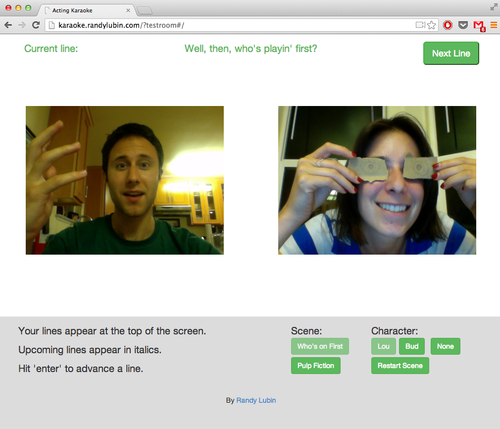 Acting Karaoke
karaoke.randylubin.com/?testroom#/
Current line:
Well, then, who's playin' first?
Next Line
Your lines appear at the top of the screen.
Upcoming lines appear in italics.
Hit 'enter' to advance a line.
Scene:
Who's on First
Pulp Fiction
Character:
Lou Bud None
Restart Scene
By Randy Lubin